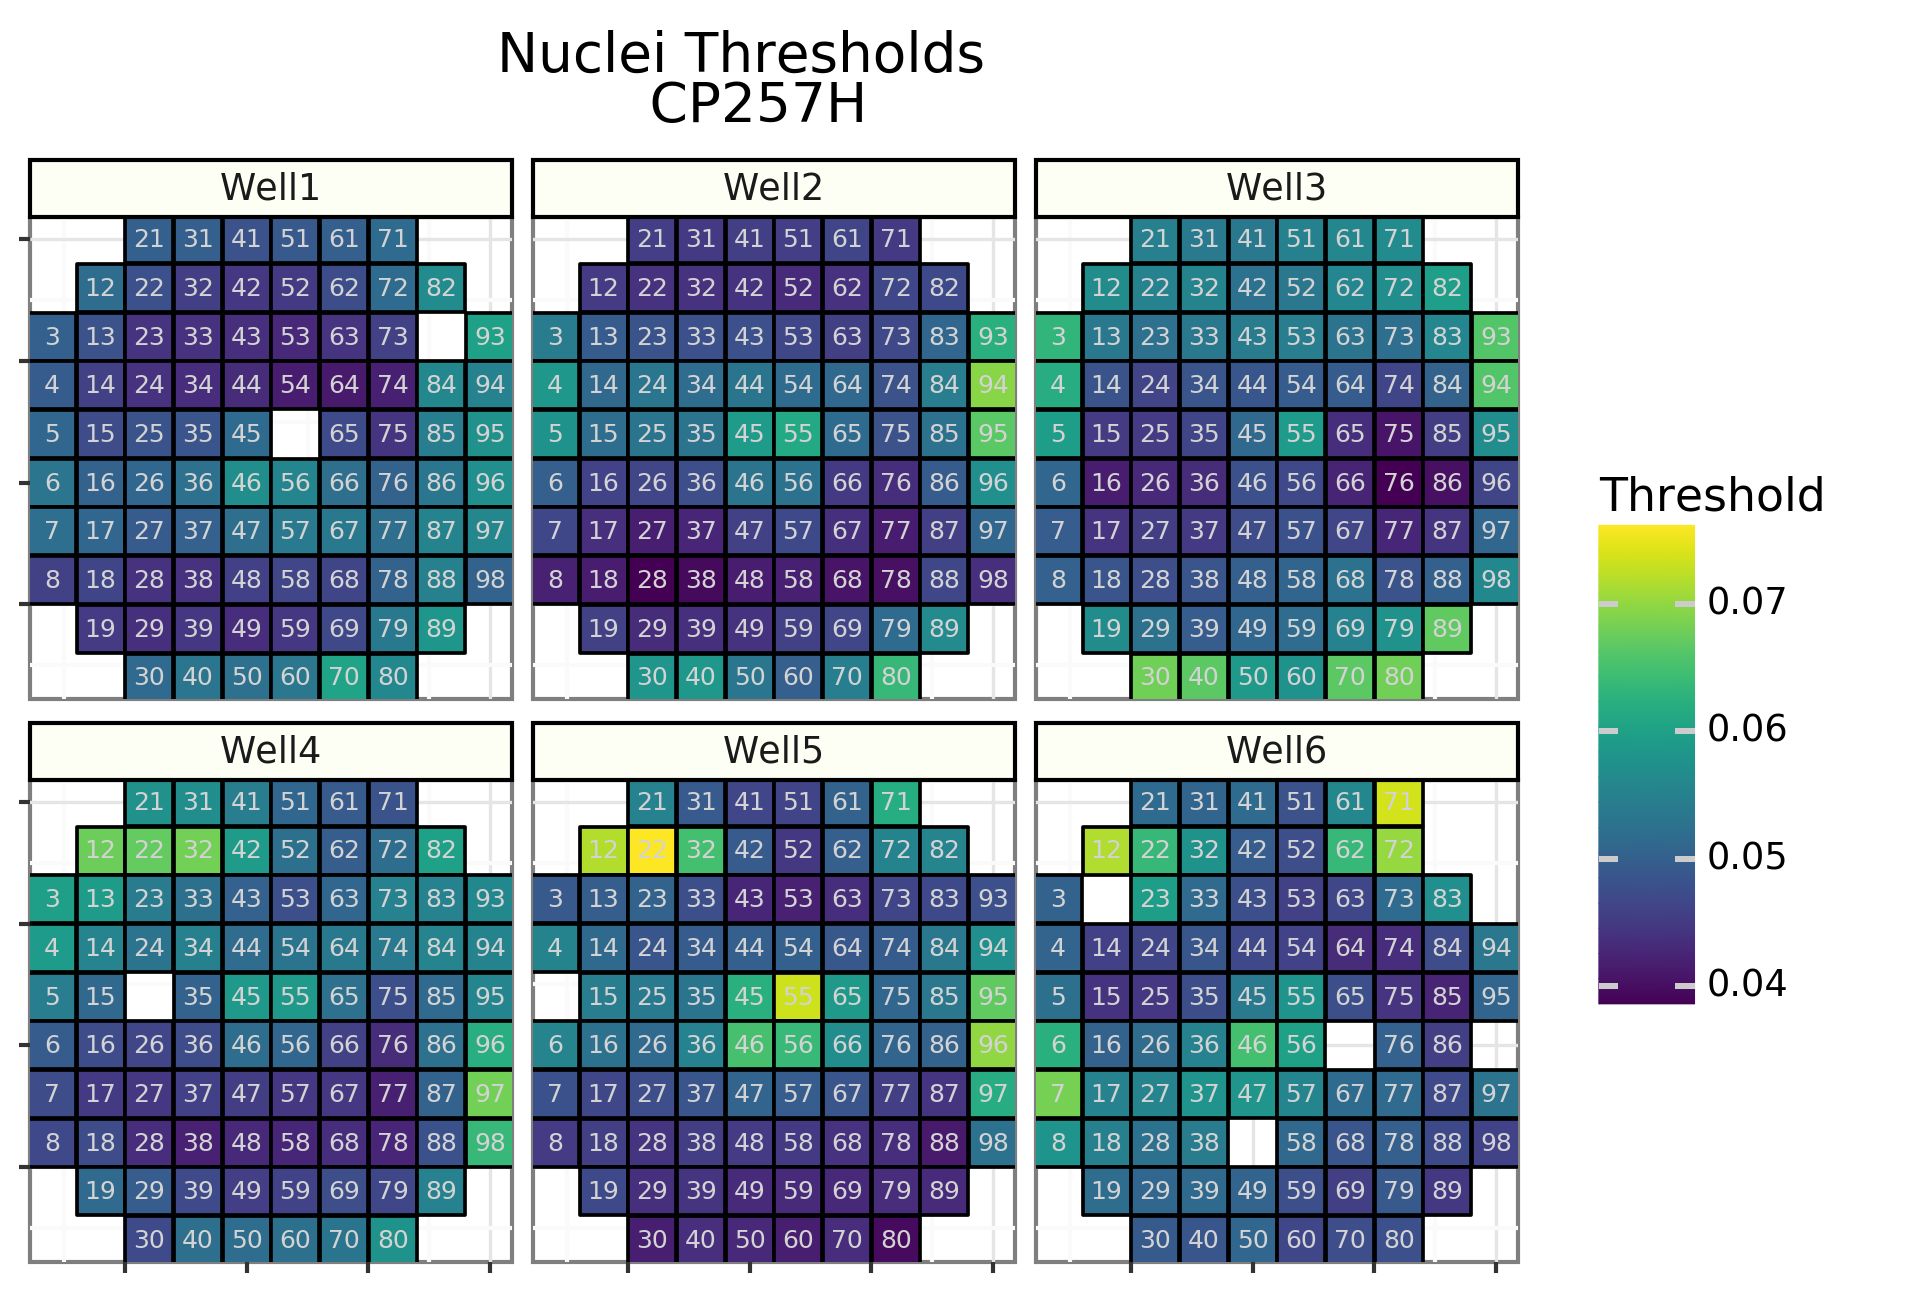 Nuclei Thresholds
CP257H
Well1 Well2 Well3
21 31 41 51 61 71 21 31 41 51 61 71 21 31 41 51 61 71
12 22 32 42 52 62 72 82 12 22 32 42 52 62 72 82 12 22 32 42 52 62 72 82
3 13 23 33 43 53 63 73 93 3 13 23 33 43 53 63 73 83 93 3 13 23 33 43 53 63 73 83 93
4 14 24 34 44 54 64 74 84 94 4 14 24 34 44 54 64 74 84 94 4 14 24 34 44 54 64 74 84 94
5 15 25 35 45 65 75 85 95 5 15 25 35 45 55 65 75 85 95 5 15 25 35 45 55 65 75 85 95
6 16 26 36 46 56 66 76 86 96 6 16 26 36 46 56 66 76 86 96 6 16 26 36 46 56 66 76 86 96
7 17 27 37 47 57 67 77 87 97 7 17 27 37 47 57 67 77 87 97 7 17 27 37 47 57 67 77 87 97
8 18 28 38 48 58 68 78 88 98 8 18 28 38 48 58 68 78 88 98 8 18 28 38 48 58 68 78 88 98
19 29 39 49 59 69 79 89 19 29 39 49 59 69 79 89 19 29 39 49 59 69 79 89
30 40 50 60 70 80 30 40 50 60 70 80 30 40 50 60 70 80
Well4 Well5 Well6
21 31 41 51 61 71 21 31 41 51 61 71 21 31 41 51 61 71
12 22 32 42 52 62 72 82 12 22 32 42 52 62 72 82 12 22 32 42 52 62 72
3 13 23 33 43 53 63 73 83 93 3 13 23 33 43 53 63 73 83 93 3 23 33 43 53 63 73 83
4 14 24 34 44 54 64 74 84 94 4 14 24 34 44 54 64 74 84 94 4 14 24 34 44 54 64 74 84 94
5 15 35 45 55 65 75 85 95 15 25 35 45 55 65 75 85 95 5 15 25 35 45 55 65 75 85 95
6 16 26 36 46 56 66 76 86 96 6 16 26 36 46 56 66 76 86 96 6 16 26 36 46 56 76 86
7 17 27 37 47 57 67 77 87 97 7 17 27 37 47 57 67 77 87 97 7 17 27 37 47 57 67 77 87 97
8 18 28 38 48 58 68 78 88 98 8 18 28 38 48 58 68 78 88 98 8 18 28 38 58 68 78 88 98
19 29 39 49 59 69 79 89 19 29 39 49 59 69 79 89 19 29 39 49 59 69 79 89
30 40 50 60 70 80 30 40 50 60 70 80 30 40 50 60 70 80
Threshold
0.07
0.06
0.05
0.04